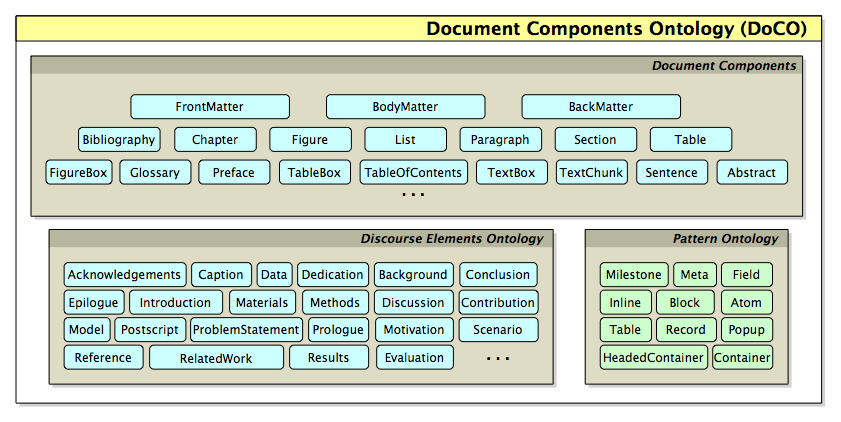 Document Components Ontology (DoCO)
Document Components
FrontMatter BodyMatter BackMatter
Bibliography Chapter Figure List Paragraph Section Table
FigureBox Glossary Preface TableBox TableOfContents TextBox TextChunk Sentence Abstract
...
Discourse Elements Ontology
Acknowledgements Caption Data Dedication Background Conclusion
Epilogue Introduction Materials Methods Discussion Contribution
Model Postscript ProblemStatement Prologue Motivation Scenario
Reference RelatedWork Results Evaluation ...
Pattern Ontology
Milestone Meta Field
Inline Block Atom
Table Record Popup
HeadedContainer Container